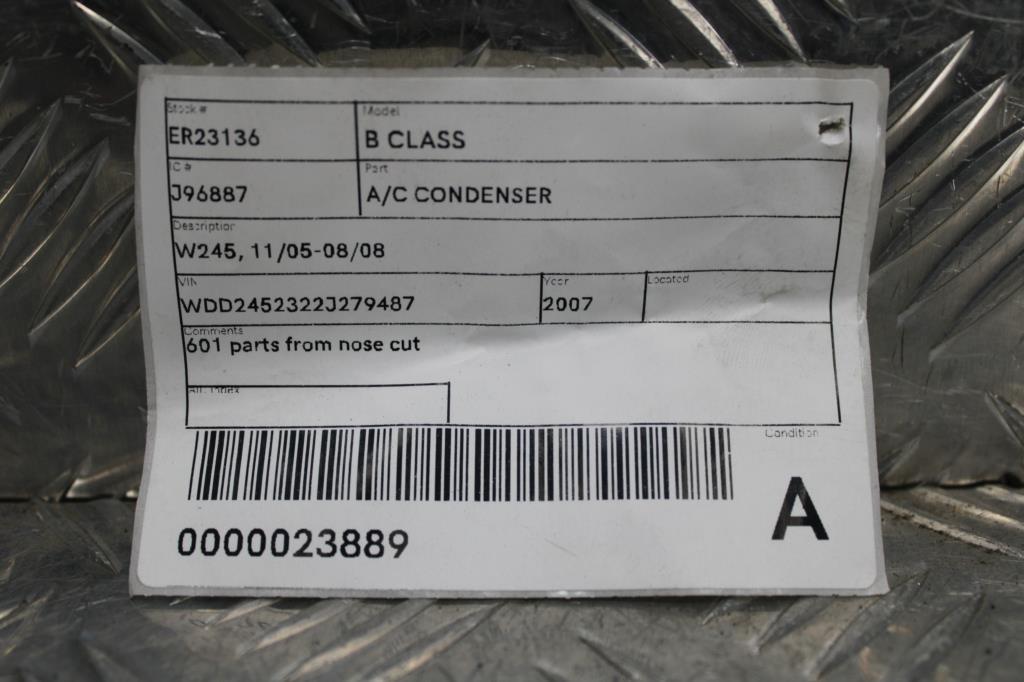 Stock # Model
ER23136 B CLASS
IC # Part
J96887 A/C CONDENSER
Description
W245, 11/05-08/08
VIN Year Located
WDD2452322J279487 2007
Comments
601 parts from nose cut
Alt. Index
Condition
A
0000023889